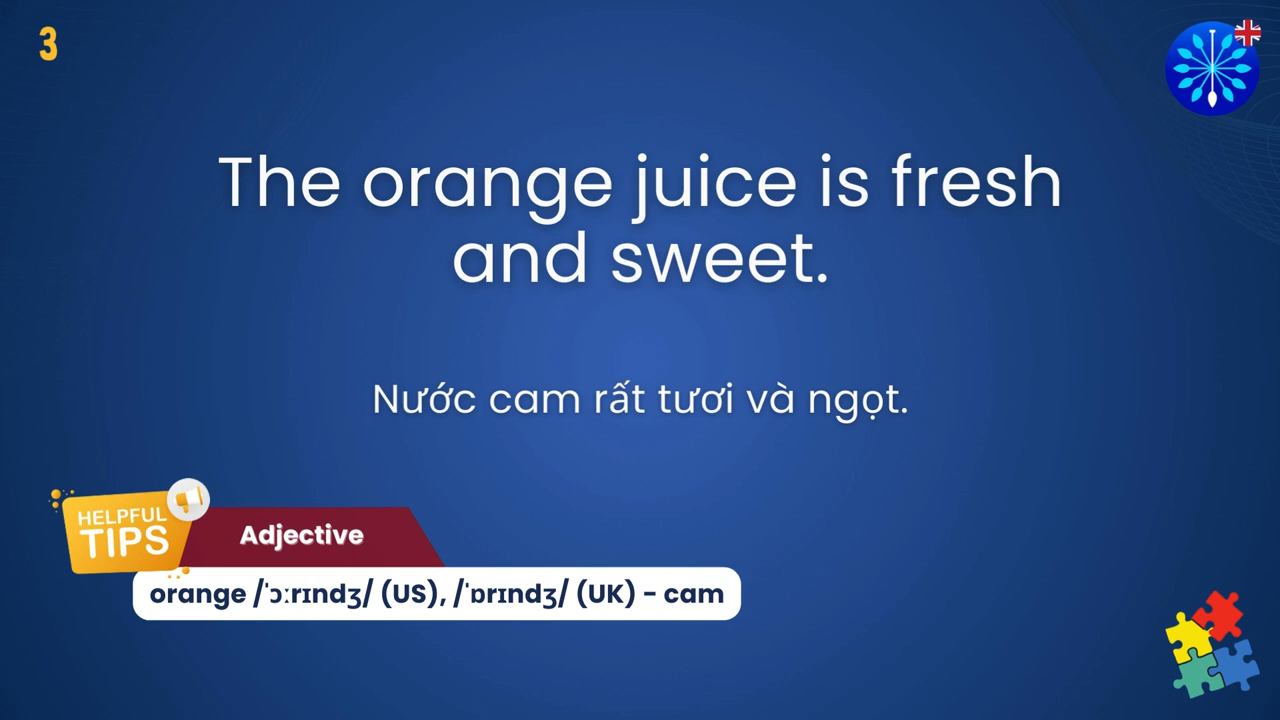 3
The orange juice is fresh
and sweet.
Nước cam rất tươi và ngọt.
HELPFUL
TIPS
Adjective
orange /ˈɔːrɪndʒ/ (US), /ˈɒrɪndʒ/ (UK) - cam